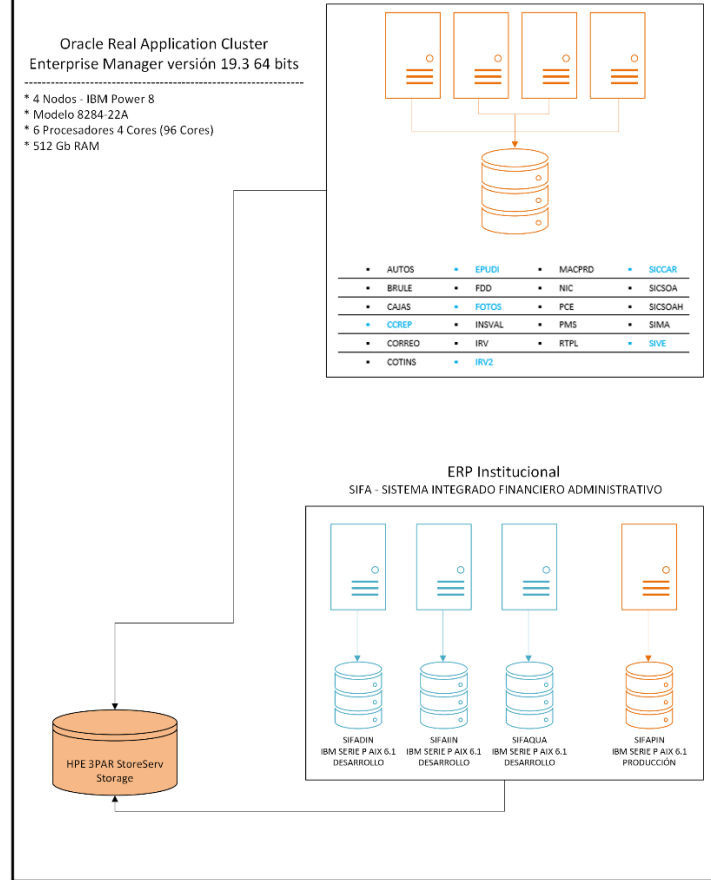 Oracle Real Application Cluster
Enterprise Manager versión 19.3 64 bits
* 4 Nodos - IBM Power 8
* Modelo 8284-22A
* 6 Procesadores 4 Cores (96 Cores)
* 512 Gb RAM
▪ AUTOS ▪ EPUDI ▪ MACPRD ▪ SICCAR
▪ BRULE ▪ FDD ▪ NIC ▪ SICSOA
▪ CAJAS ▪ FOTOS ▪ PCE ▪ SICSOAH
▪ CCREP ▪ INSVAL ▪ PMS ▪ SIMA
▪ CORREO ▪ IRV ▪ RTPL ▪ SIVE
▪ COTINS ▪ IRV2
ERP Institucional
SIFA - SISTEMA INTEGRADO FINANCIERO ADMINISTRATIVO
SIFADIN
IBM SERIE P AIX 6.1
DESARROLLO
SIFAIIN
IBM SERIE P AIX 6.1
DESARROLLO
SIFAQUA
IBM SERIE P AIX 6.1
DESARROLLO
SIFAPIN
IBM SERIE P AIX 6.1
PRODUCCIÓN
HPE 3PAR StoreServ
Storage